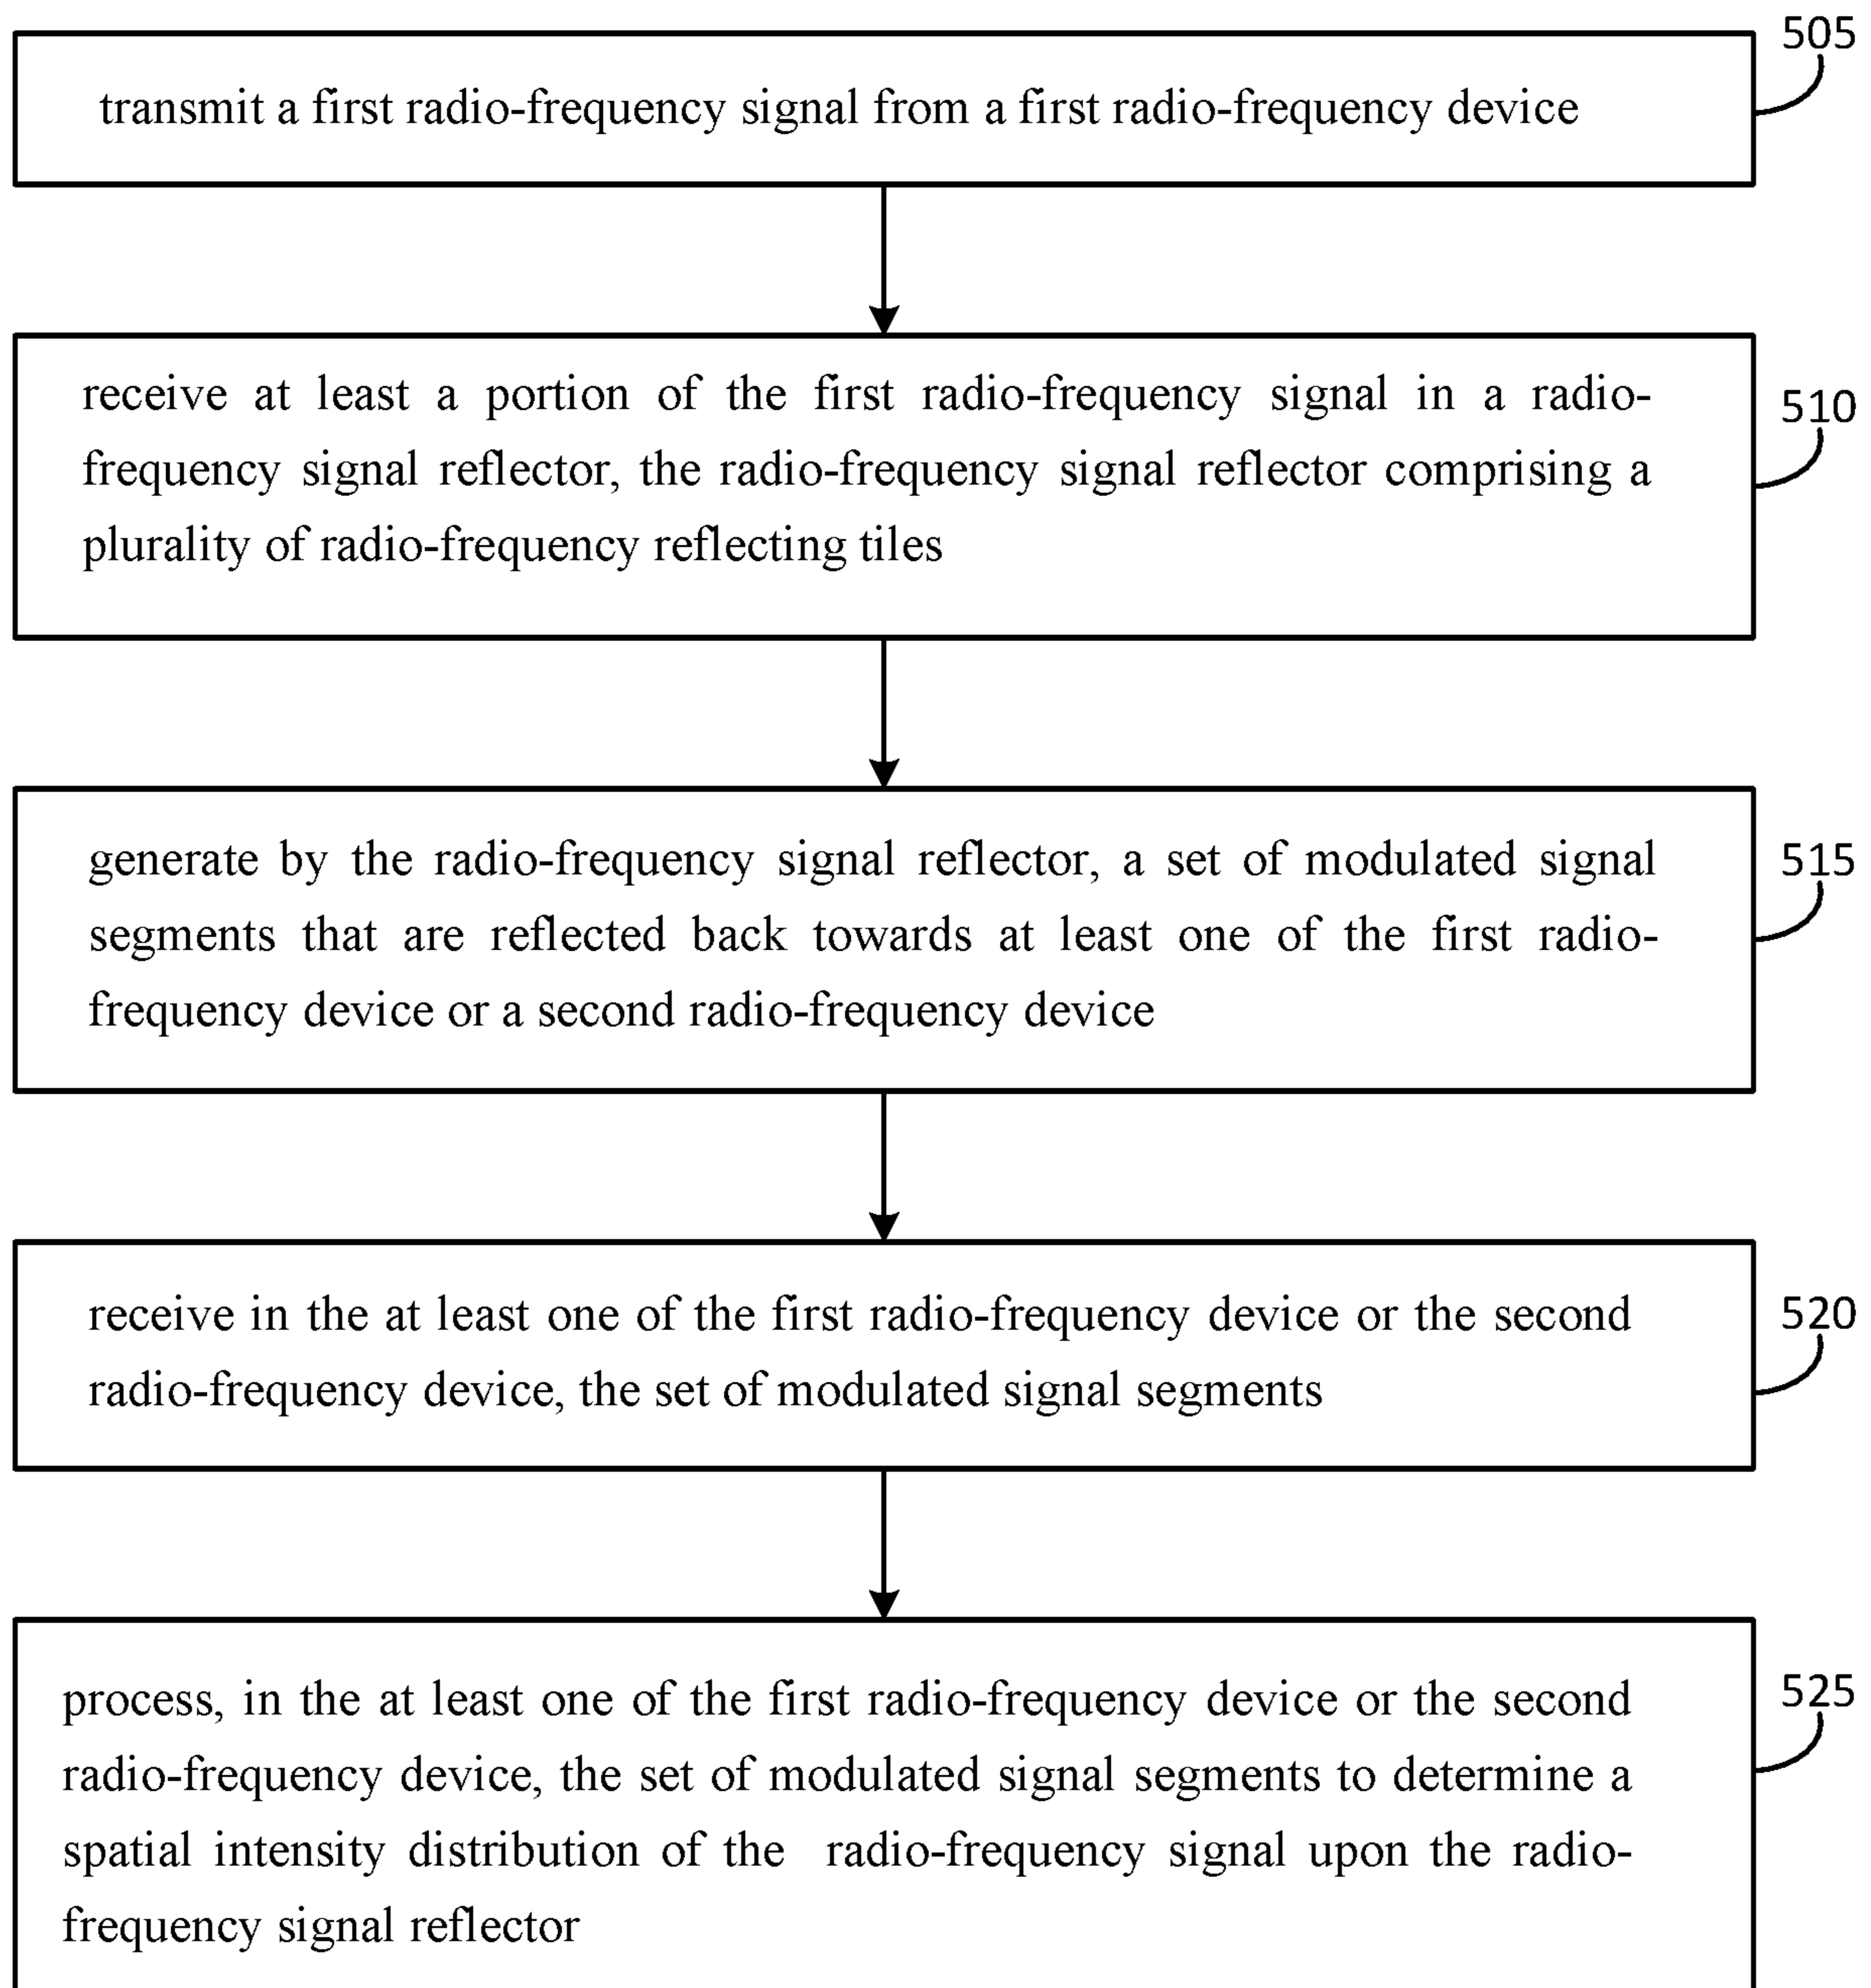 505
transmit a first radio-frequency signal from a first radio-frequency device
510
receive at least a portion of the first radio-frequency signal in a radio-
frequency signal reflector, the radio-frequency signal reflector comprising a
plurality of radio-frequency reflecting tiles
515
generate by the radio-frequency signal reflector, a set of modulated signal
segments that are reflected back towards at least one of the first radio-
frequency device or a second radio-frequency device
520
receive in the at least one of the first radio-frequency device or the second
radio-frequency device, the set of modulated signal segments
525
process, in the at least one of the first radio-frequency device or the second
radio-frequency device, the set of modulated signal segments to determine a
spatial intensity distribution of the radio-frequency signal upon the radio-
frequency signal reflector